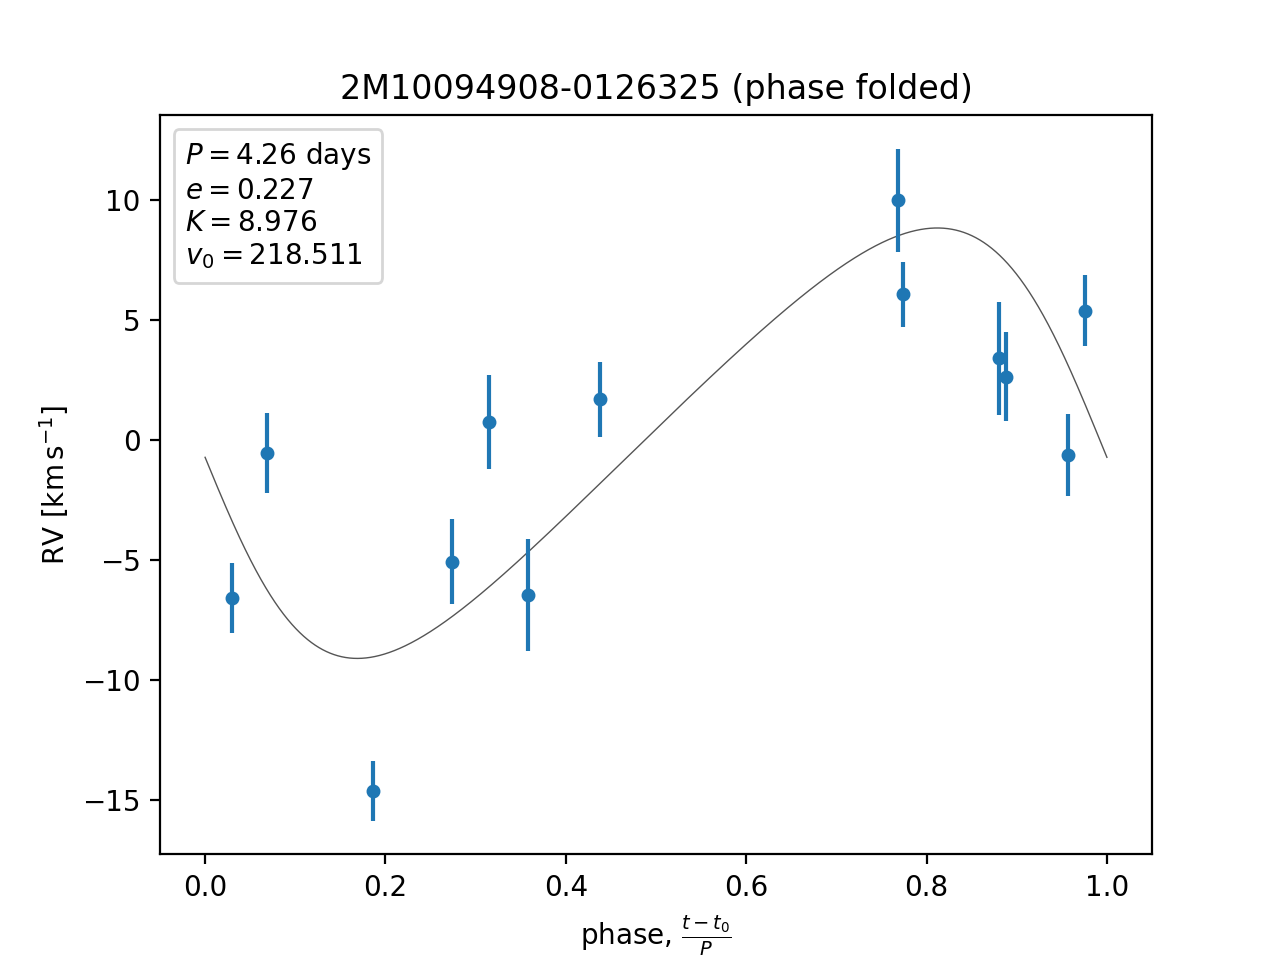 2M10094908-0126325 (phase folded)
P = 4.26 days
e = 0.227
K = 8.976
v₀ = 218.511
10
5
0
−5
−10
−15
RV [km s⁻¹]
0.0 0.2 0.4 0.6 0.8 1.0
phase, (t − t₀)/P